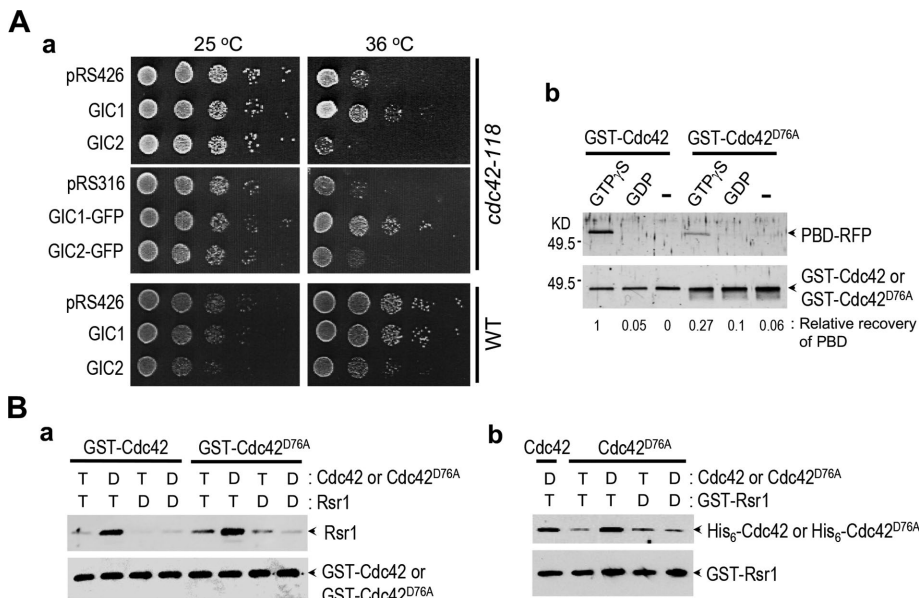 A
a
25 °C
36 °C
pRS426
GIC1
GIC2
pRS316
GIC1-GFP
GIC2-GFP
cdc42-118
pRS426
GIC1
GIC2
WT
b
GST-Cdc42
GST-Cdc42D76A
GTPγS
GDP
-
GTPγS
GDP
-
KD
49.5-
PBD-RFP
49.5-
GST-Cdc42 or
GST-Cdc42D76A
1 0.05 0 0.27 0.1 0.06 : Relative recovery
of PBD
B
a
GST-Cdc42
GST-Cdc42D76A
T D T D T D T D : Cdc42 or Cdc42D76A
T T D D T T D D : Rsr1
Rsr1
GST-Cdc42 or
GST-Cdc42D76A
b
Cdc42
Cdc42D76A
D T D T D : Cdc42 or Cdc42D76A
T T T D D : GST-Rsr1
His6-Cdc42 or His6-Cdc42D76A
GST-Rsr1